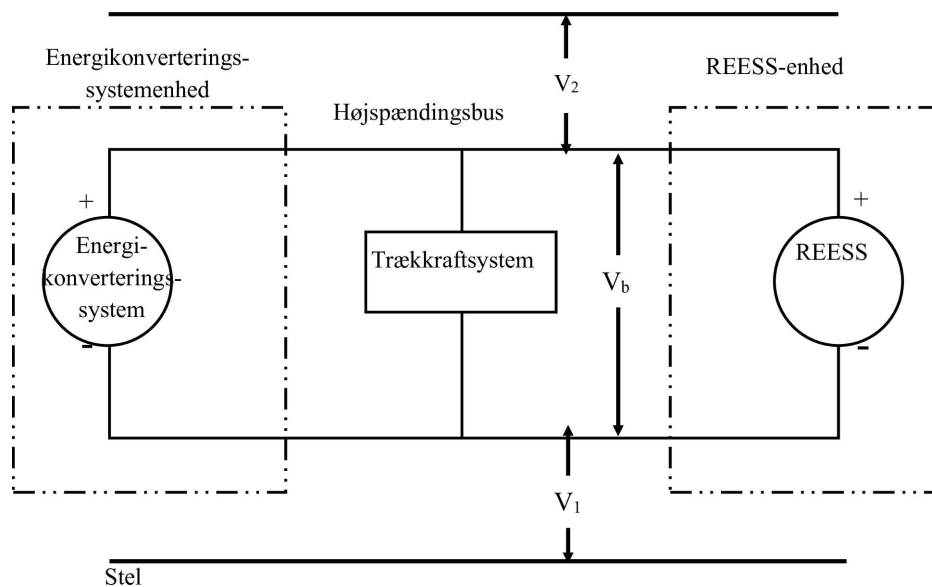 Energikonverterings-
systemenhed
V2
REESS-enhed
Højspændingsbus
+
+
Energi-
konverterings-
system
Trækkraftsystem
Vb
REESS
-
-
V1
Stel